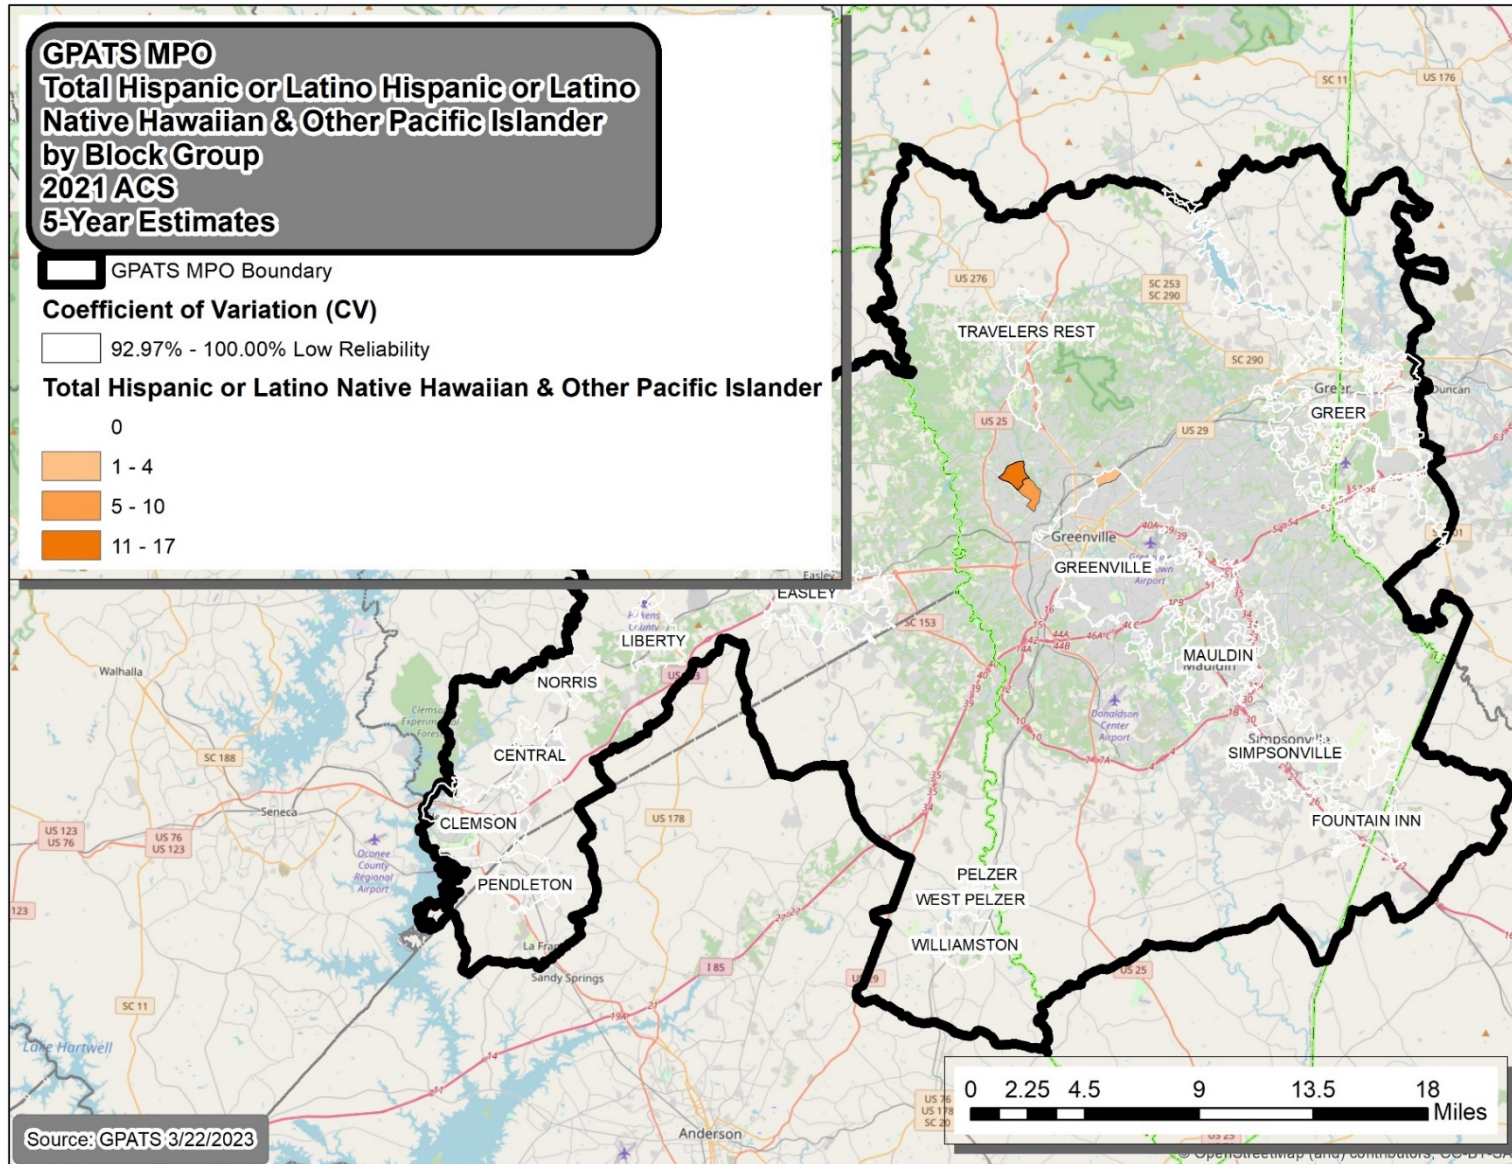 GPATS MPO
Total Hispanic or Latino Hispanic or Latino
Native Hawaiian & Other Pacific Islander
by Block Group
2021 ACS
5-Year Estimates
GPATS MPO Boundary
Coefficient of Variation (CV)
92.97% - 100.00% Low Reliability
Total Hispanic or Latino Native Hawaiian & Other Pacific Islander
0
1 - 4
5 - 10
11 - 17
SC 11
US 176
US 276
SC 253
SC 290
TRAVELERS REST
SC 290
Greer
Duncan
GREER
US 25
US 29
Greenville
GREENVILLE
Easley
EASLEY
SC 153
LIBERTY
MAULDIN
Mauldin
NORRIS
Walhalla
Donaldson
Center
Airport
SC 188
CENTRAL
Simpsonville
SIMPSONVILLE
Seneca
US 178
CLEMSON
FOUNTAIN INN
US 123
US 76
US 76
US 123
Oconee
County
Regional
Airport
PENDLETON
PELZER
WEST PELZER
WILLIAMSTON
La Fran
Sandy Springs
I 85
US 25
SC 11
Lake Hartwell
Anderson
0 2.25 4.5 9 13.5 18
Miles
Source: GPATS 3/22/2023